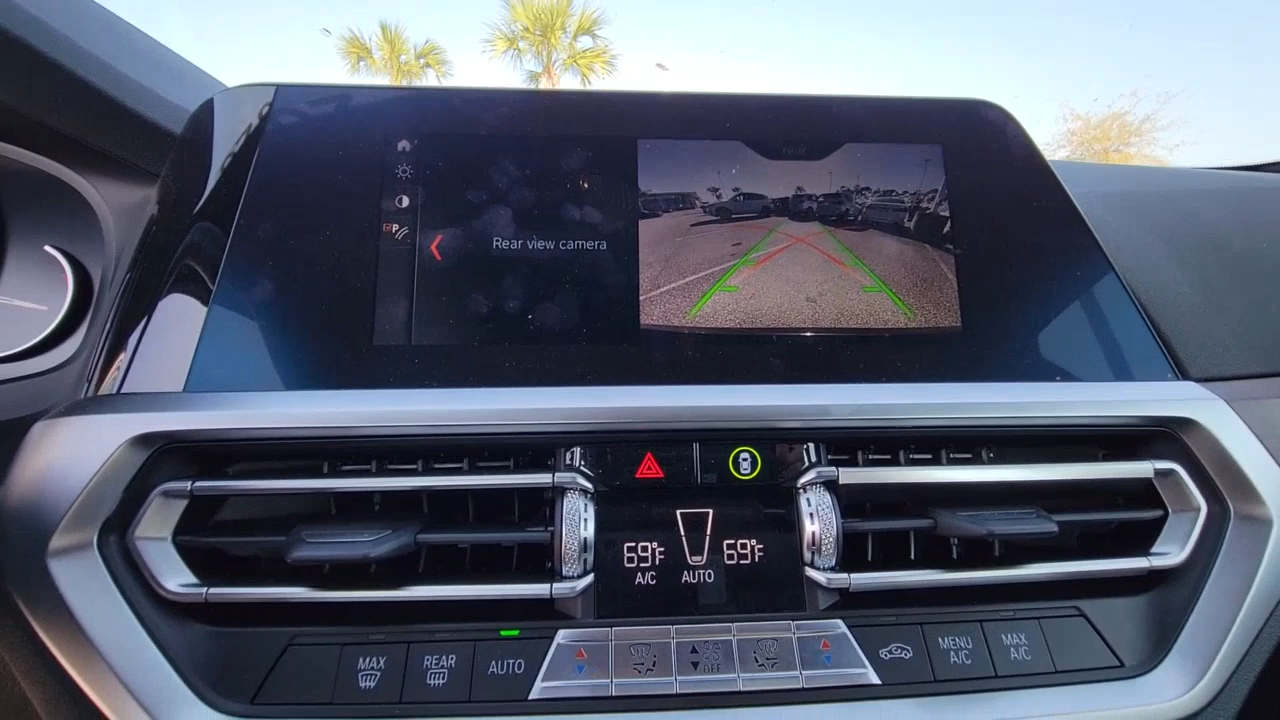 P
Rear view camera
69°F
69°F
A/C
AUTO
MAX
REAR
AUTO
OFF
MENU
A/C
MAX
A/C